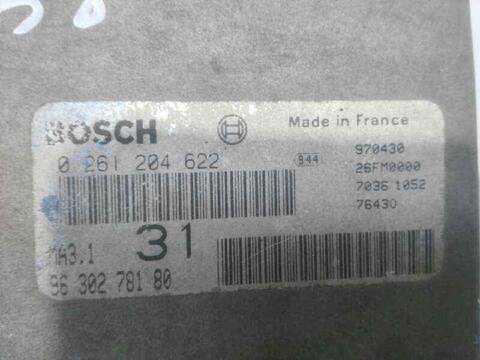 BOSCH Made in France
0 261 204 622 944 970430
26FM0000
7036 1052
76430
MA3.1 31
96 302 781 80